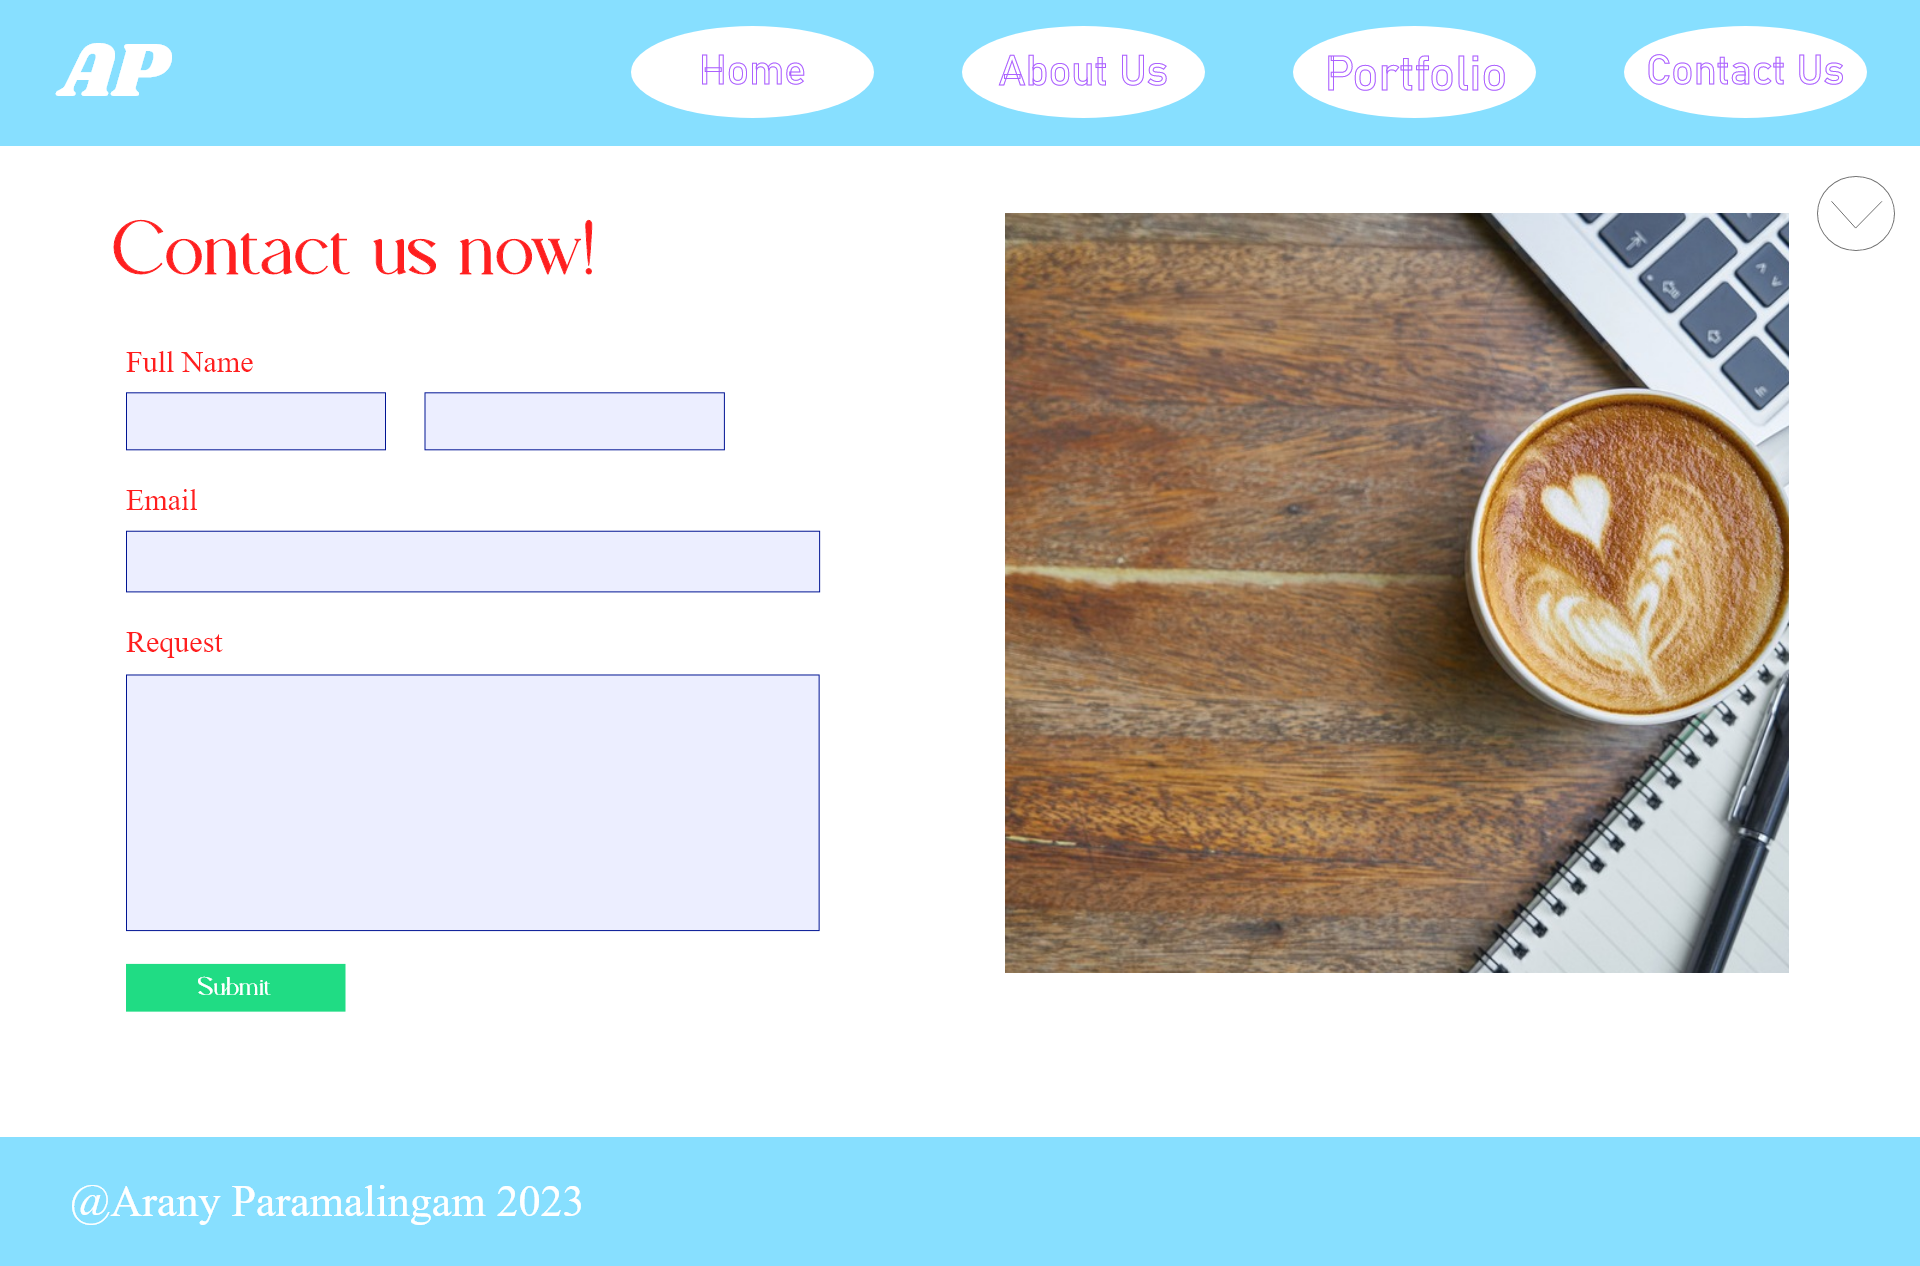 AP
Home
About Us
Portfolio
Contact Us
Contact us now!
Full Name
Email
Request
Submit
@Arany Paramalingam 2023